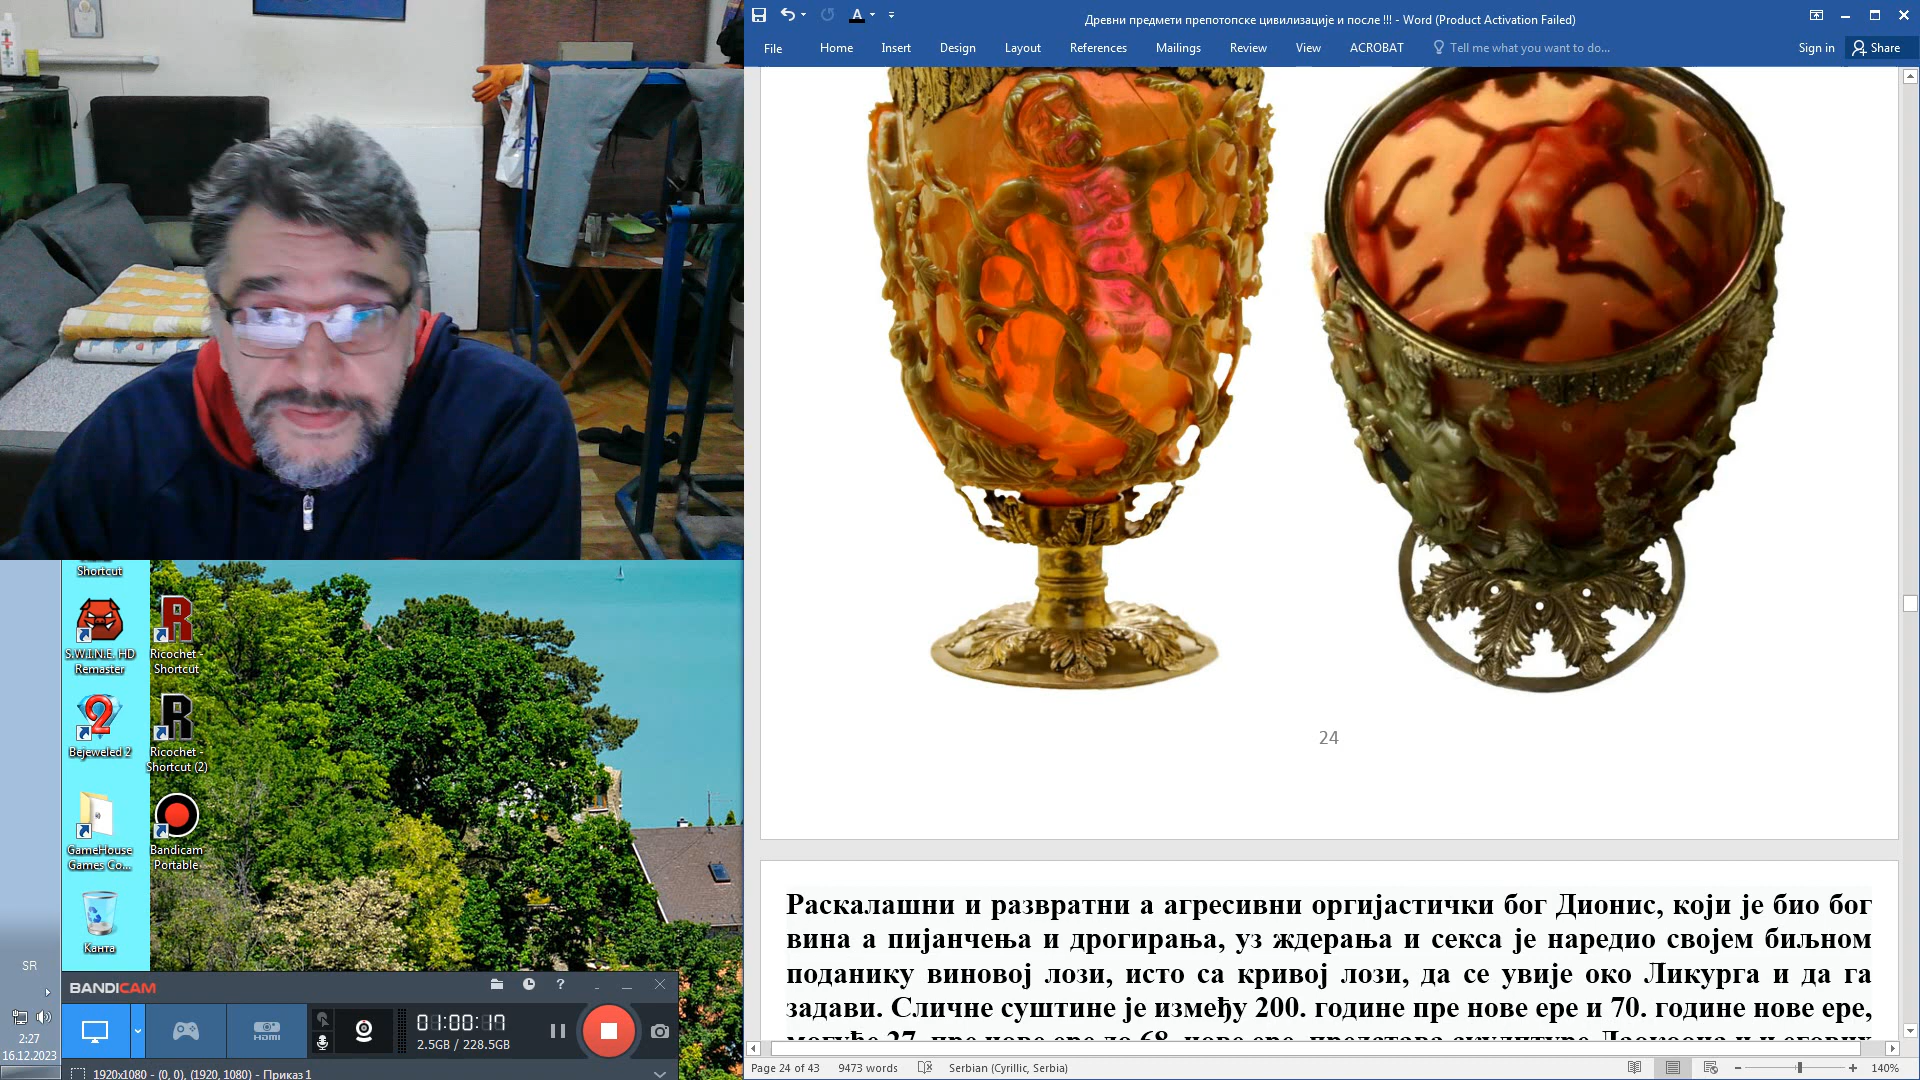 Древни предмети препотопске цивилизације и после !!! - Word (Product Activation Failed)
File Home Insert Design Layout References Mailings Review View ACROBAT Tell me what you want to do... Sign in Share
24
Раскалашни и развратни а агресивни оргијастички бог Дионис, који је био бог
вина а пијанчења и дрогирања, уз ждерања и секса је наредио својем биљном
поданику виновој лози, исто са кривој лози, да се увије око Ликурга и да га
задави. Сличне суштине је између 200. године пре нове ере и 70. године нове ере,
Page 24 of 43 9473 words Serbian (Cyrillic, Serbia) 140%
Shortcut
S.W.I.N.E. HD
Remaster
Ricochet -
Shortcut
Bejeweled 2
Ricochet -
Shortcut (2)
GameHouse
Games Co...
Bandicam
Portable
Канта
SR
2:27
16.12.2023
BANDICAM
HDMI
01:00:17
2.5GB / 228.5GB
1920x1080 - (0, 0), (1920, 1080) - Приказ 1